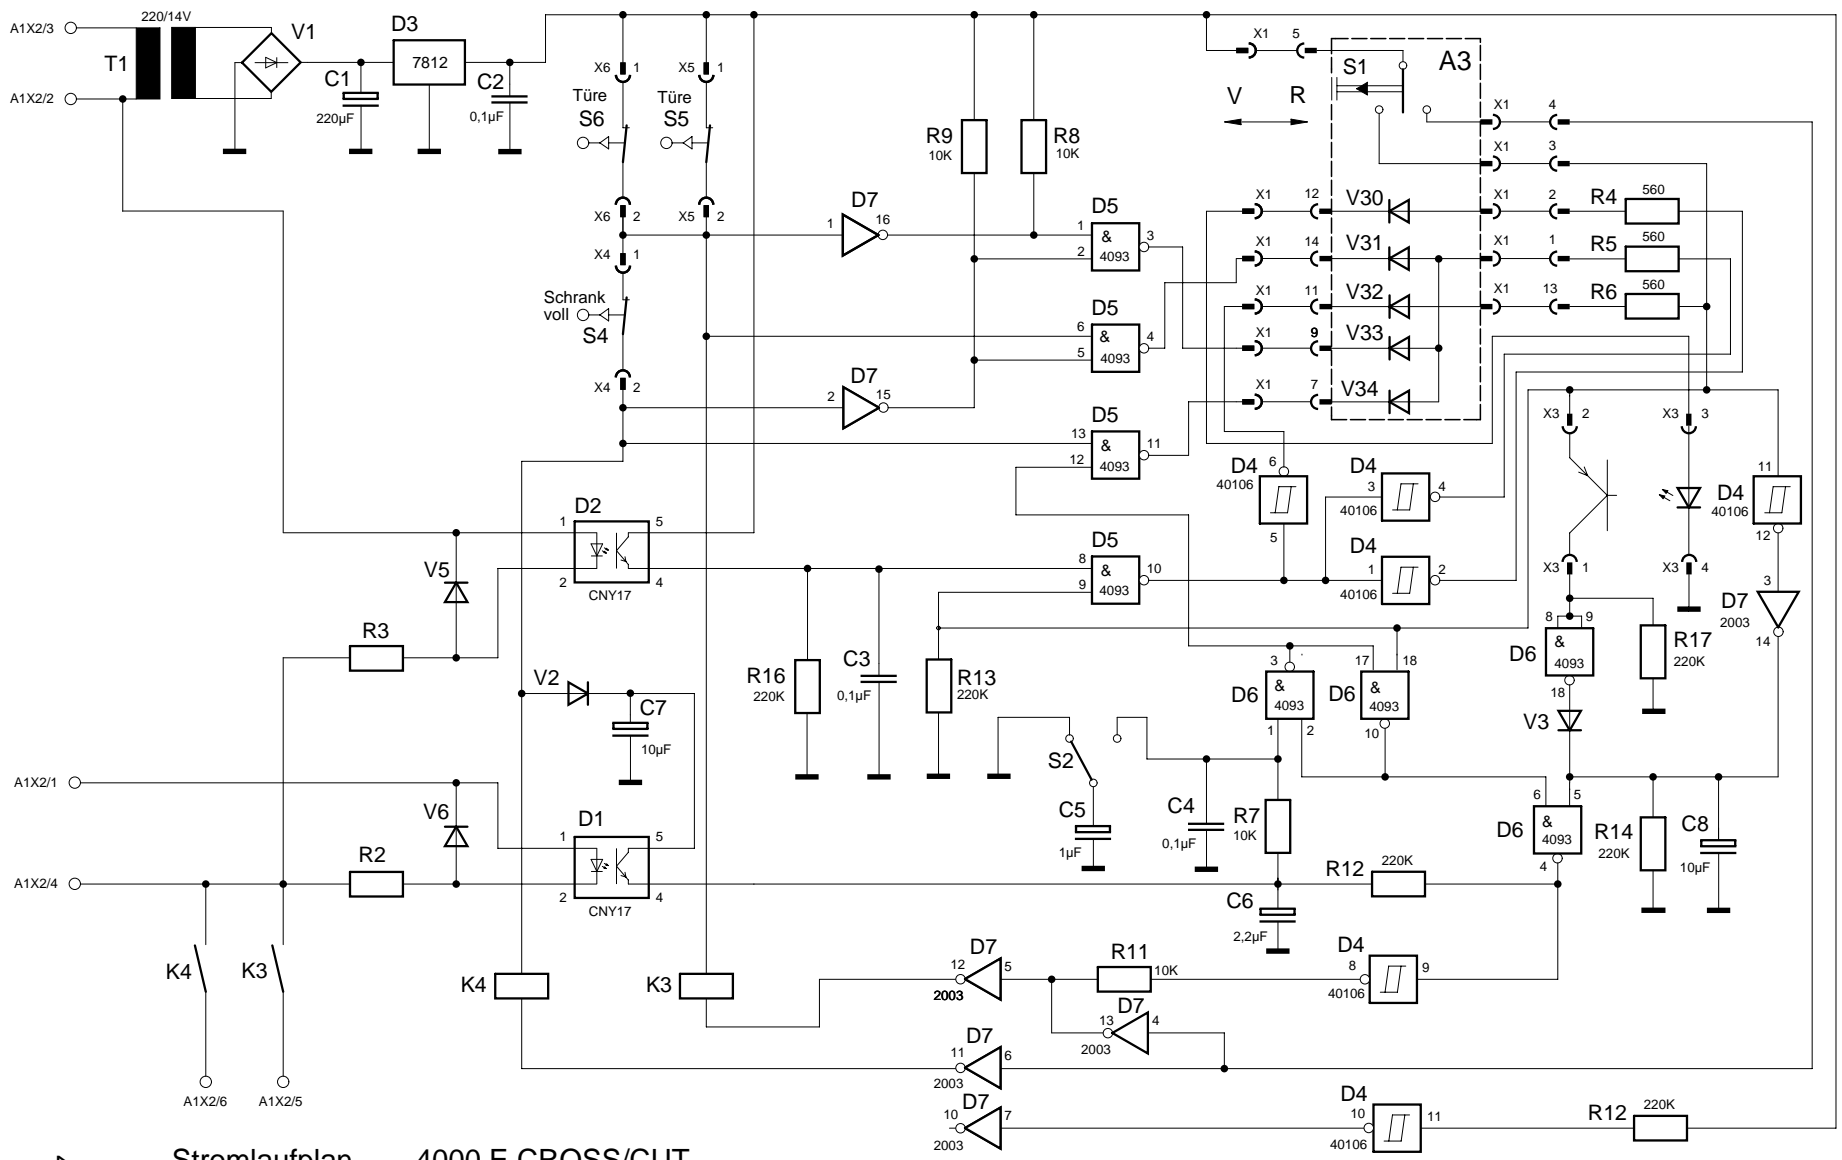 A1X2/3
220/14V
T1
V1
D3
7812
C1
220µF
C2
0,1µF
A1X2/2
X6 1
X5 1
Türe
S6
Türe
S5
X6 2
X5 2
X4 1
Schrank
voll
S4
X4 2
R9
10K
R8
10K
1 D7 16
2 D7 15
D5
1
2
&
4093
3
D5
6
5
&
4093
4
D5
13
12
&
4093
11
D5
8
9
&
4093
10
X1 5
S1
A3
V R
X1 4
X1 3
X1 12 V30 X1 2 R4 560
X1 14 V31 X1 1 R5 560
X1 11 V32 X1 13 R6 560
X1 9 V33
X1 7 V34
D4
40106
6
5
D4
3
40106
4
D4
1
40106
2
X3 2
X3 3
X3 1
X3 4
11
D4
40106
12
3
D7
2003
14
D2
1
2
5
4
CNY17
V5
R3
V2
C7
10µF
R16
220K
C3
0,1µF
R13
220K
3
D6
&
4093
1
2
17
18
D6
&
4093
10
8
9
D6
&
4093
18
R17
220K
V3
S2
C5
1µF
C4
0,1µF
R7
10K
6
5
D6
&
4093
4
R14
220K
C8
10µF
A1X2/1
V6
D1
1
2
5
4
CNY17
R2
A1X2/4
R12
220K
C6
2,2µF
K4
K3
K4
K3
12 D7 5
2003
R11
10K
D4
8
9
40106
D7
13 4
2003
D7
11 6
2003
A1X2/6
A1X2/5
D7
10 7
2003
D4
10
11
40106
R12
220K
Stromlaufplan 4000 E CROSS/CUT